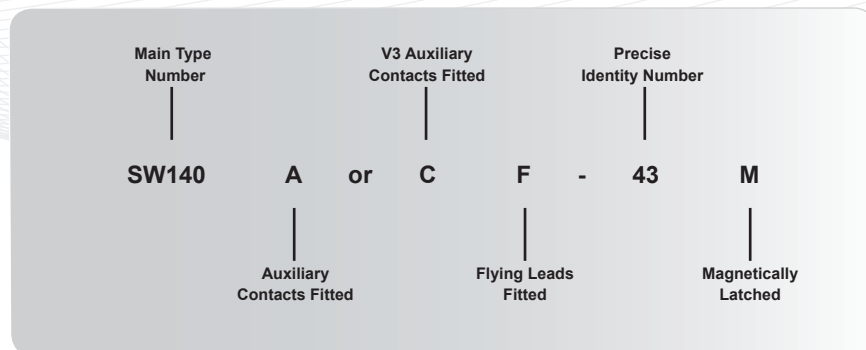 Main Type
Number
V3 Auxiliary
Contacts Fitted
Precise
Identity Number
SW140 A or C F - 43 M
Auxiliary
Contacts Fitted
Flying Leads
Fitted
Magnetically
Latched